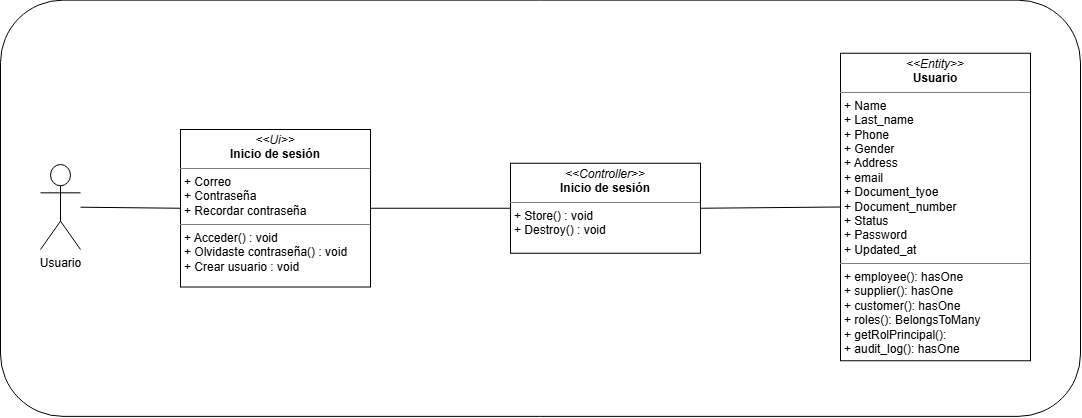 Usuario
<<Ui>>
Inicio de sesión
+ Correo
+ Contraseña
+ Recordar contraseña
+ Acceder() : void
+ Olvidaste contraseña() : void
+ Crear usuario : void
<<Controller>>
Inicio de sesión
+ Store() : void
+ Destroy() : void
<<Entity>>
Usuario
+ Name
+ Last_name
+ Phone
+ Gender
+ Address
+ email
+ Document_tyoe
+ Document_number
+ Status
+ Password
+ Updated_at
+ employee(): hasOne
+ supplier(): hasOne
+ customer(): hasOne
+ roles(): BelongsToMany
+ getRolPrincipal():
+ audit_log(): hasOne